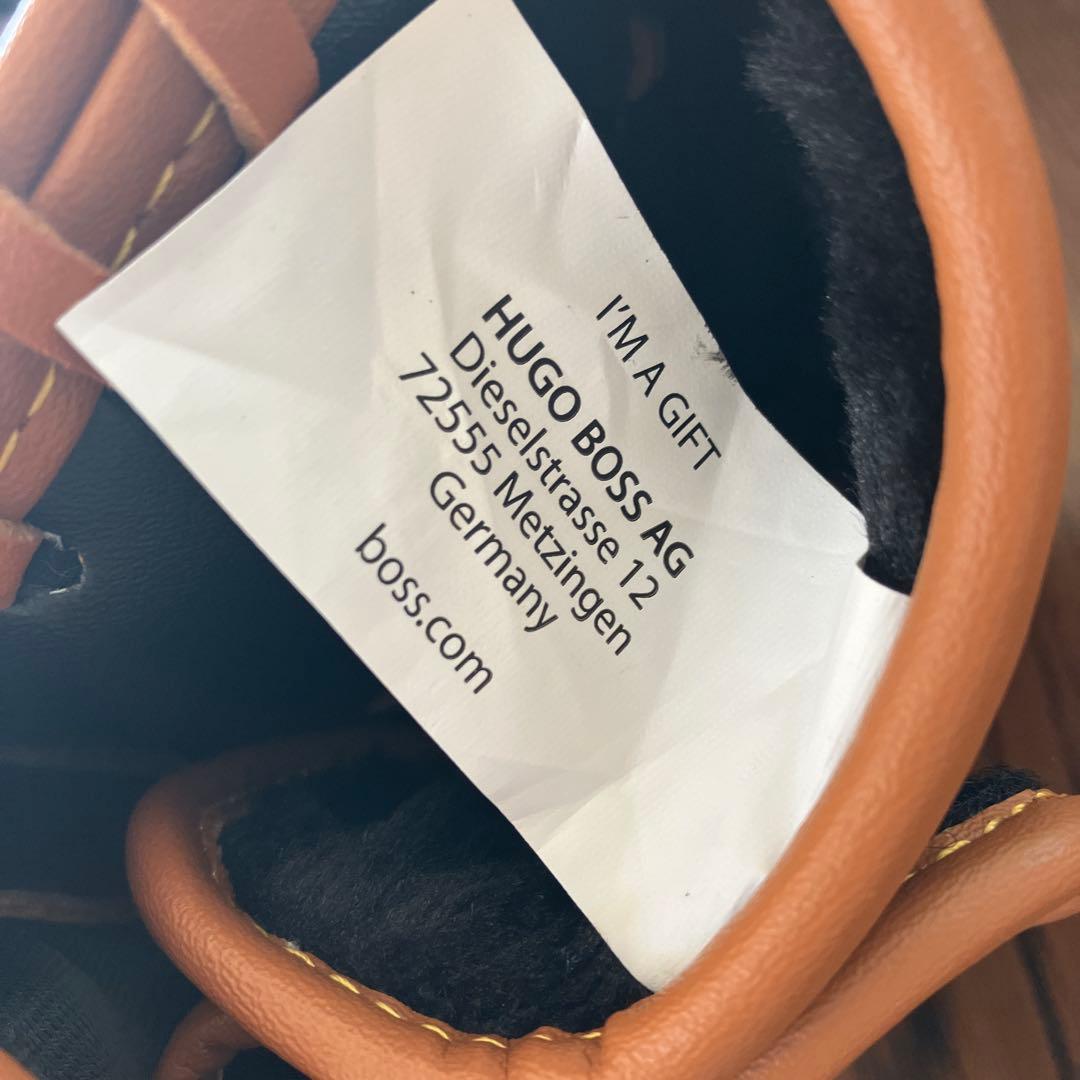 I'M A GIFT
HUGO BOSS AG
Dieselstrasse 12
72555 Metzingen
Germany
boss.com